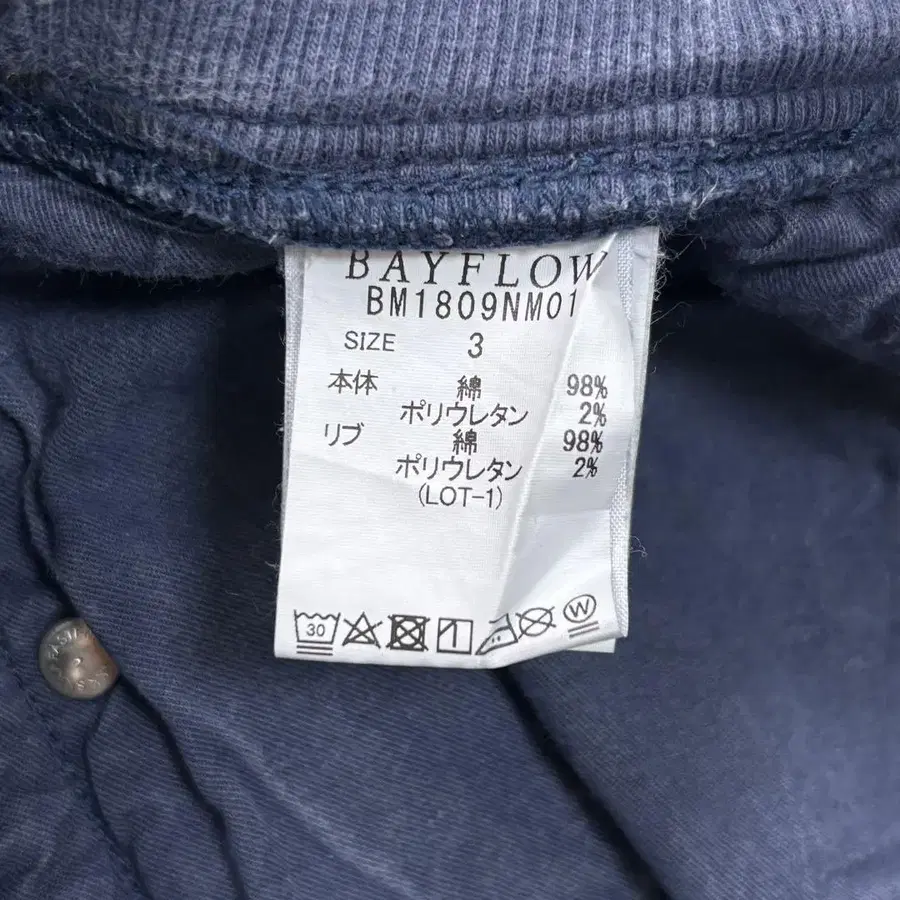 BAYFLOW
BM1809NM01
SIZE 3
本体 綿 98%
ポリウレタン 2%
リブ 綿 98%
ポリウレタン 2%
(LOT-1)
30
W